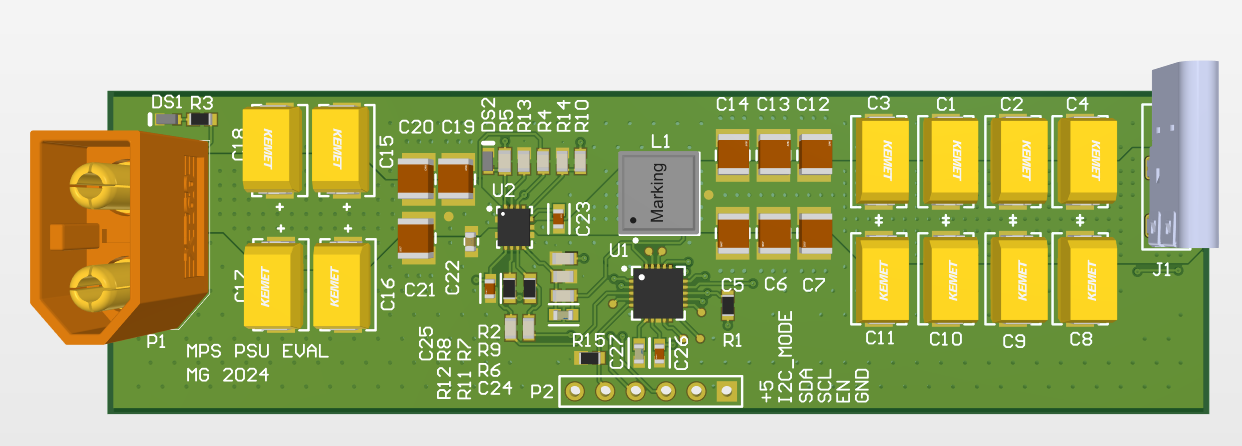 DS1 R3
C18
KEMET
KEMET
C15
C20 C19
DS2
R5
R13
R4
R14
R10
C14 C13 C12
C3
C1
C2
C4
L1
Marking
KEMET
KEMET
KEMET
KEMET
U2
C23
U1
C17
KEMET
KEMET
C16
C21
C22
C5 C6 C7
KEMET
KEMET
KEMET
KEMET
J1
P1
C11
C10
C9
C8
MPS PSU EVAL
MG 2024
C25
R12 R8
R11 R7
R2
R9
R6
C24
R15
C27
C26
R1
P2
+5
I2C_MODE
SDA
SCL
EN
GND